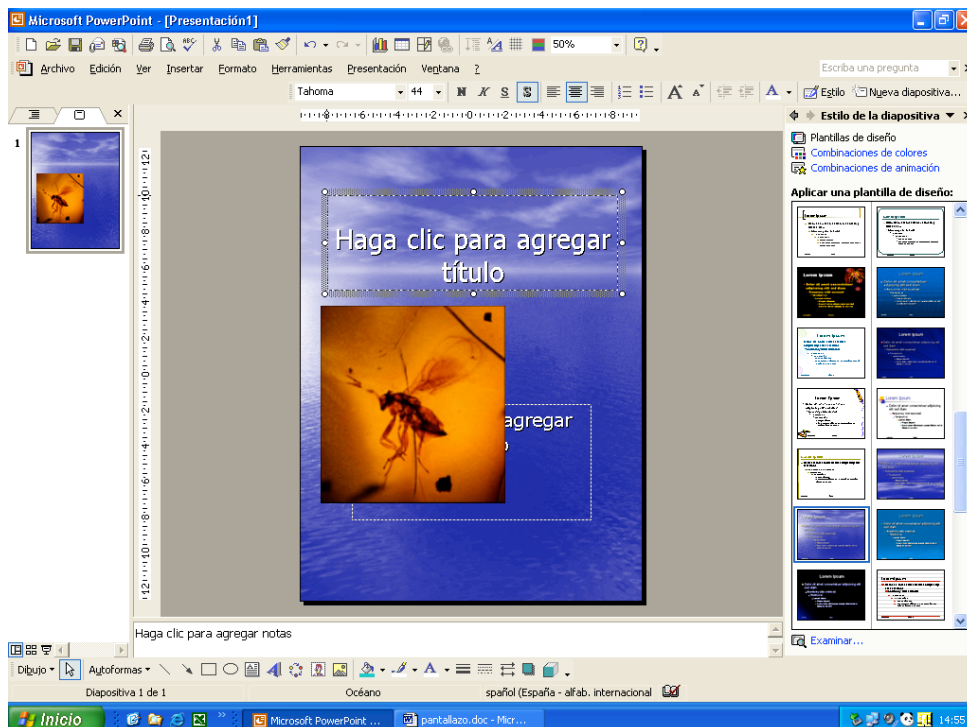 Microsoft PowerPoint - [Presentación1]
50%
Archivo Edición Ver Insertar Formato Herramientas Presentación Ventana ? Escriba una pregunta
Tahoma 44 N K S S Estilo Nueva diapositiva...
Estilo de la diapositiva
1
Plantillas de diseño
Combinaciones de colores
Combinaciones de animación
Aplicar una plantilla de diseño:
Haga clic para agregar
título
agregar
Haga clic para agregar notas
Examinar...
Dibujo Autoformas
Diapositiva 1 de 1 Océano spañol (España - alfab. internacional
Inicio Microsoft PowerPoint ... pantallazo.doc - Micr... 14:55